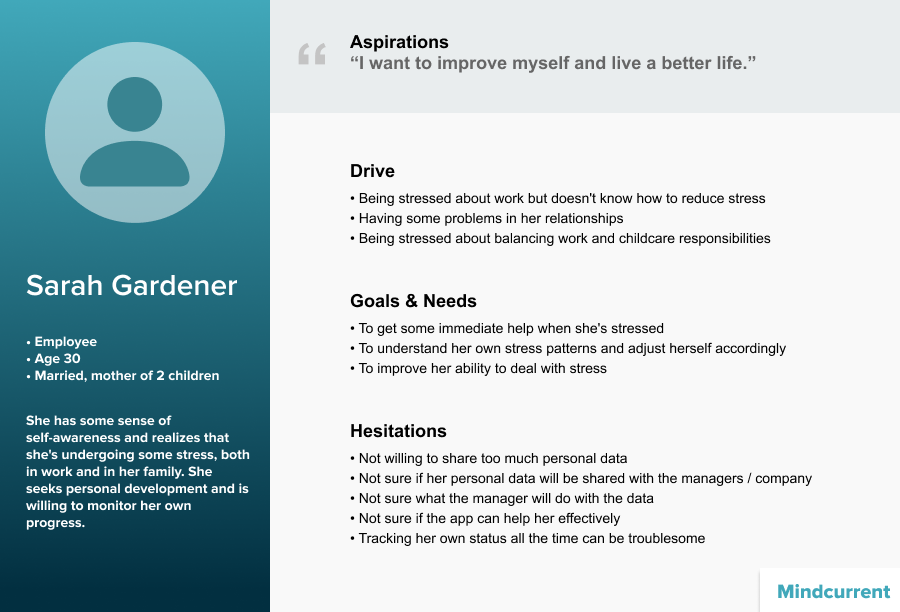 Sarah Gardener
• Employee
• Age 30
• Married, mother of 2 children
She has some sense of
self-awareness and realizes that
she's undergoing some stress, both
in work and in her family. She
seeks personal development and is
willing to monitor her own
progress.
“
Aspirations
“I want to improve myself and live a better life.”
Drive
• Being stressed about work but doesn't know how to reduce stress
• Having some problems in her relationships
• Being stressed about balancing work and childcare responsibilities
Goals & Needs
• To get some immediate help when she's stressed
• To understand her own stress patterns and adjust herself accordingly
• To improve her ability to deal with stress
Hesitations
• Not willing to share too much personal data
• Not sure if her personal data will be shared with the managers / company
• Not sure what the manager will do with the data
• Not sure if the app can help her effectively
• Tracking her own status all the time can be troublesome
Mindcurrent